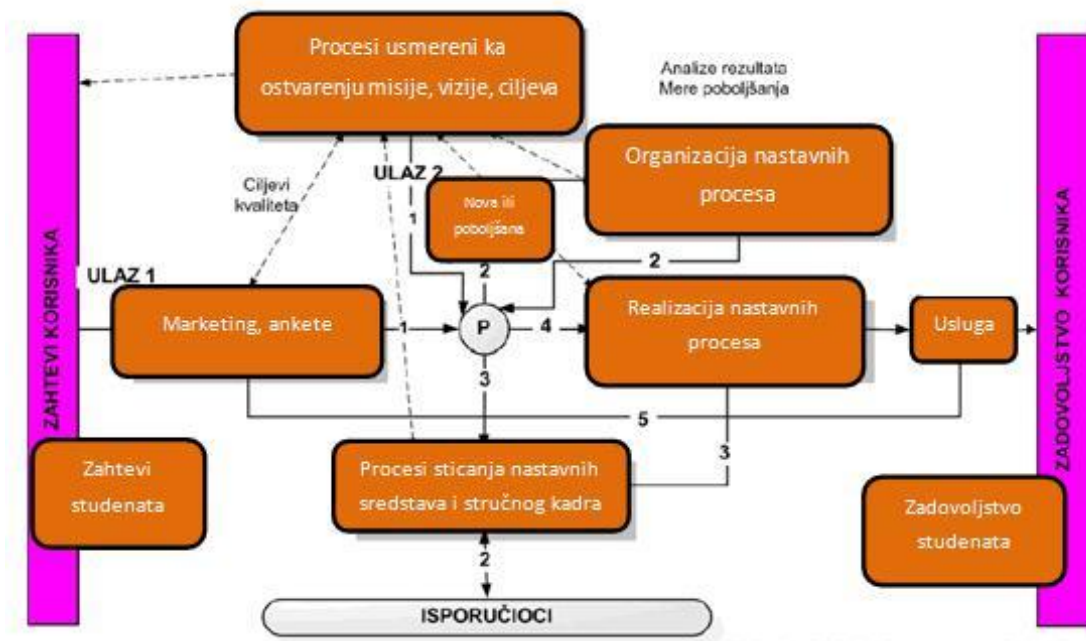 Procesi usmereni ka
ostvarenju misije, vizije, ciljeva
Analize rezultata
Mere poboljšanja
Organizacija nastavnih
procesa
ULAZ 2
Nova ili
poboljšana
Ciljevi
kvaliteta
1
2
2
ULAZ 1
Marketing, ankete
1
P
4
Realizacija nastavnih
procesa
Usluga
3
5
3
ZAHTEVI KORISNIKA
ZADOVOLJSTVO KORISNIKA
Zahtevi
studenata
Procesi sticanja nastavnih
sredstava i stručnog kadra
Zadovoljstvo
studenata
2
ISPORUČIOCI